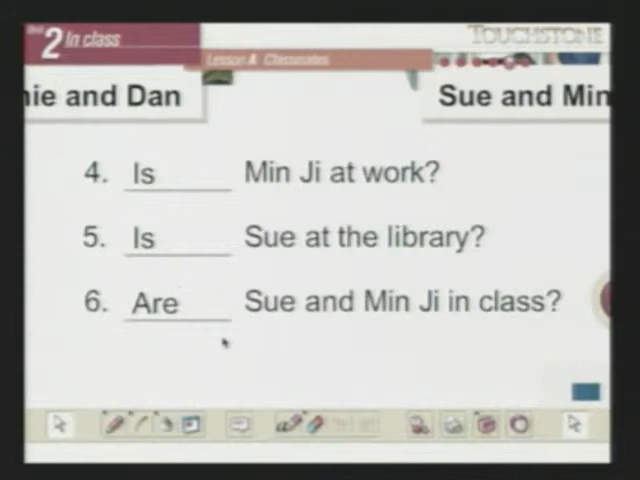 Unit 2 In class
TOUCHSTONE
Lesson A Classmates
nie and Dan
Sue and Min
4. Is Min Ji at work?
5. Is Sue at the library?
6. Are Sue and Min Ji in class?